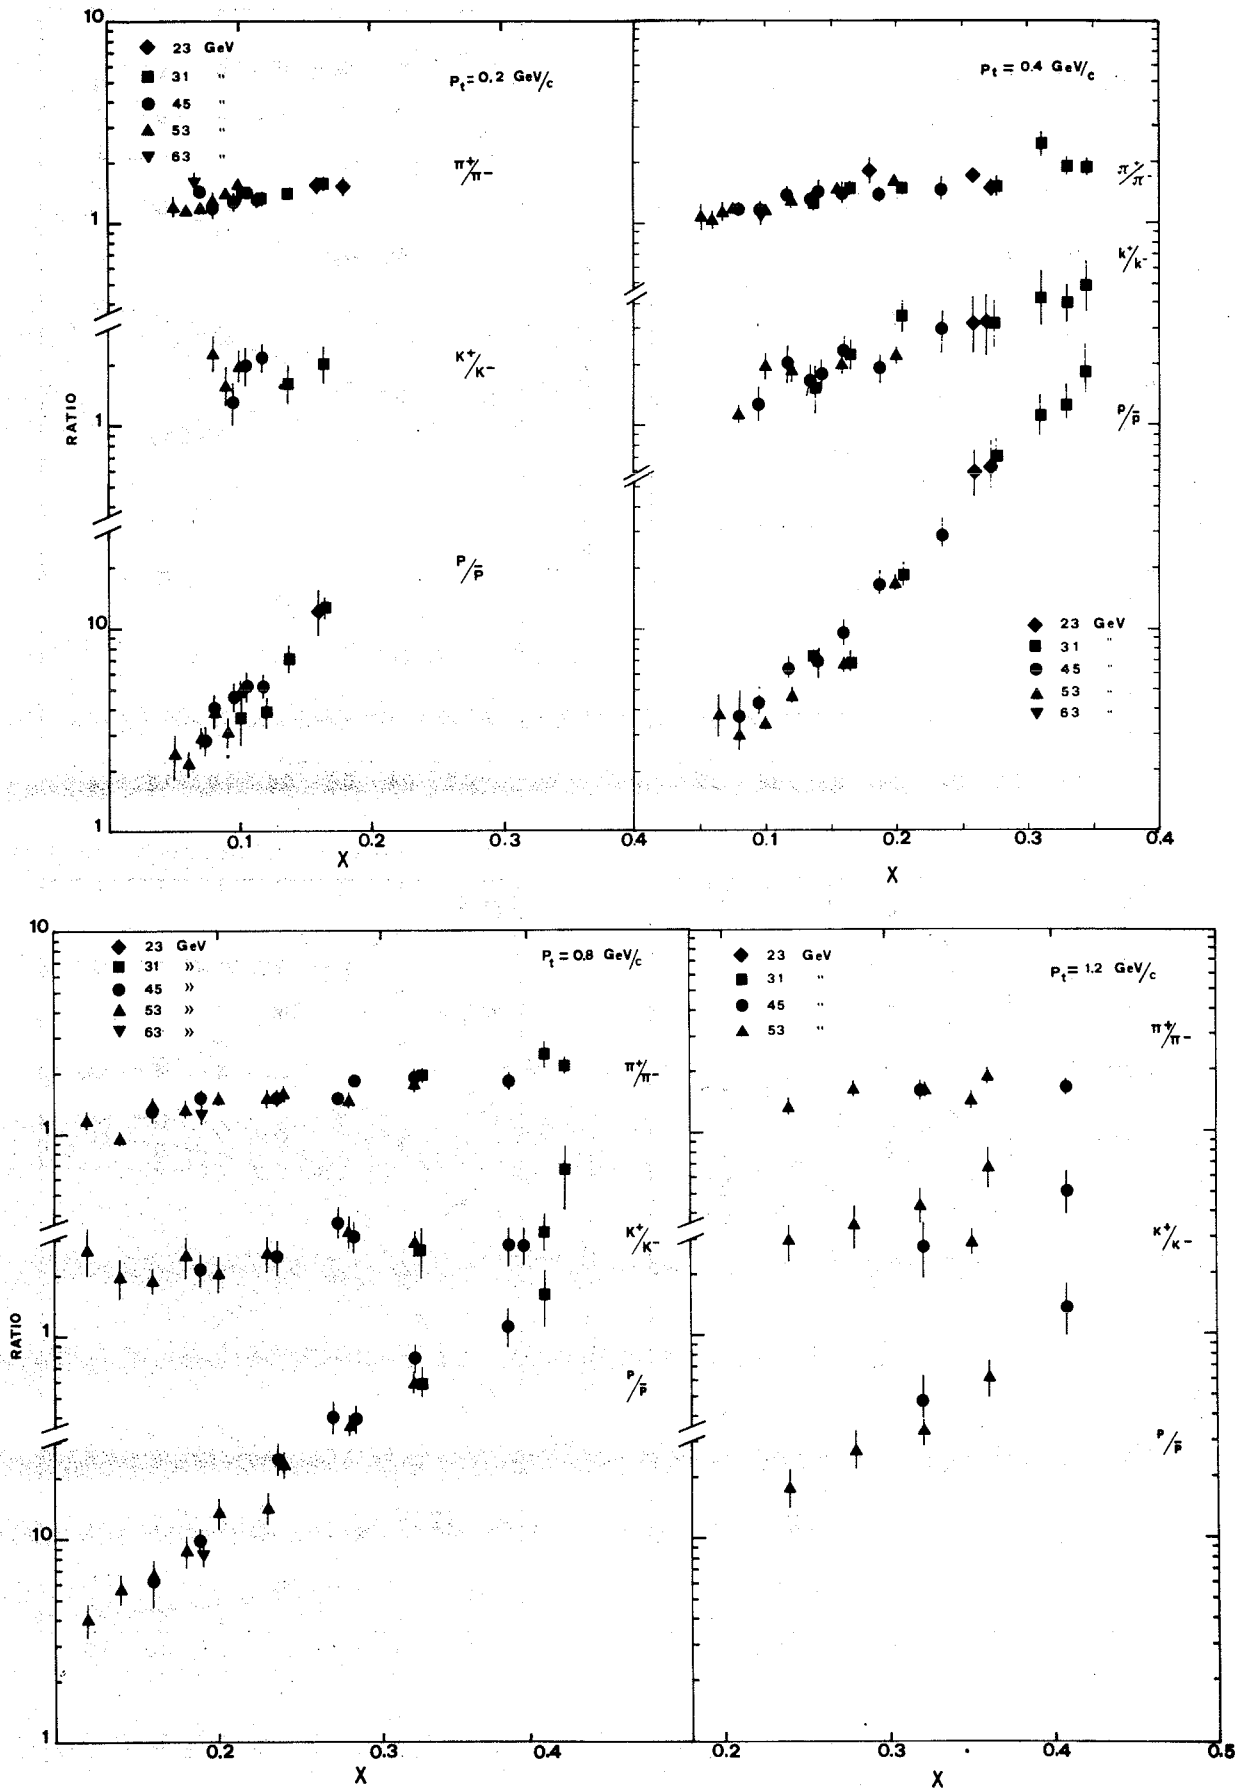 10
◆ 23 GeV
■ 31 "
● 45 "
▲ 53 "
▼ 63 "
Pt = 0.2 GeV/c
π+/π−
1
K+/K−
1
RATIO
P/p̄
10
1
0.1 0.2 0.3 0.4
X
Pt = 0.4 GeV/c
π+/π−
k+/k−
P/p̄
◆ 23 GeV
■ 31 "
● 45 "
▲ 53 "
▼ 63 "
0.1 0.2 0.3 0.4
X
10
◆ 23 GeV
■ 31 »
● 45 »
▲ 53 »
▼ 63 »
Pt = 0.8 GeV/c
π+/π−
1
K+/K−
1
RATIO
P/p̄
10
1
0.2 0.3 0.4
X
◆ 23 GeV
■ 31 "
● 45 "
▲ 53 "
Pt = 1.2 GeV/c
π+/π−
K+/K−
P/p̄
0.2 0.3 0.4 0.5
X